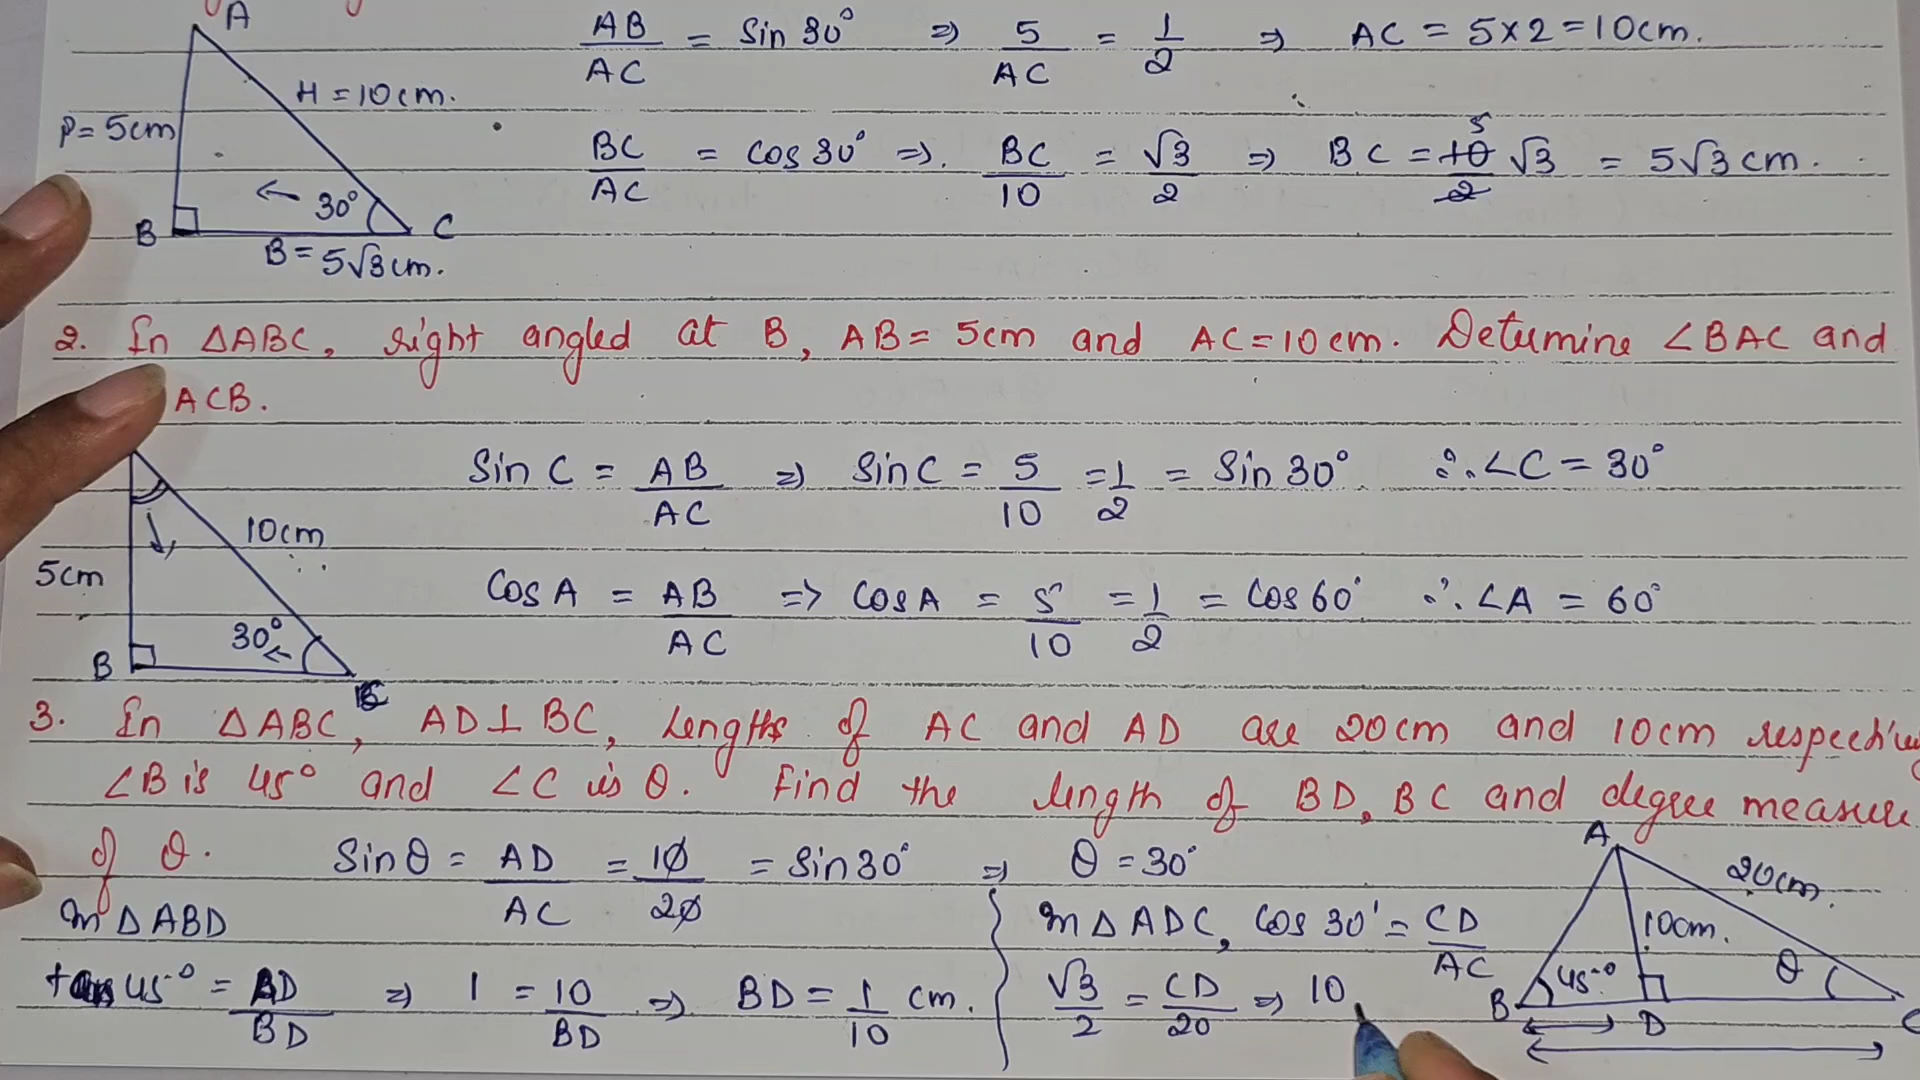 A
AB/AC = Sin 30° ⇒ 5/AC = 1/2 ⇒ AC = 5×2 = 10cm.
H = 10cm.
P = 5cm
BC/AC = Cos 30° ⇒. BC/10 = √3/2 ⇒ BC = 10/2 5 √3 = 5√3 cm.
30°
B C
B = 5√3 cm.
2. In ΔABC, right angled at B, AB = 5cm and AC = 10cm. Determine ∠BAC and
ACB.
Sin C = AB/AC ⇒ Sin C = 5/10 = 1/2 = Sin 30° ∴ ∠C = 30°
10cm
5cm
Cos A = AB/AC ⇒ Cos A = 5/10 = 1/2 = Cos 60° ∴ ∠A = 60°
30°
B C
3. In ΔABC, AD⊥BC, lengths of AC and AD are 20cm and 10cm
∠B is 45° and ∠C is θ. Find the length of BD, BC and degree measure
of θ. Sin θ = AD/AC = 10/20 = Sin 30° ⇒ θ = 30°
In Δ ABD
tan 45° = AD/BD ⇒ 1 = 10/BD ⇒ BD = 1/10 cm.
In Δ ADC, Cos 30° = CD/AC
√3/2 = CD/20 ⇒ 10
A
20cm.
10cm.
45° θ
B D C